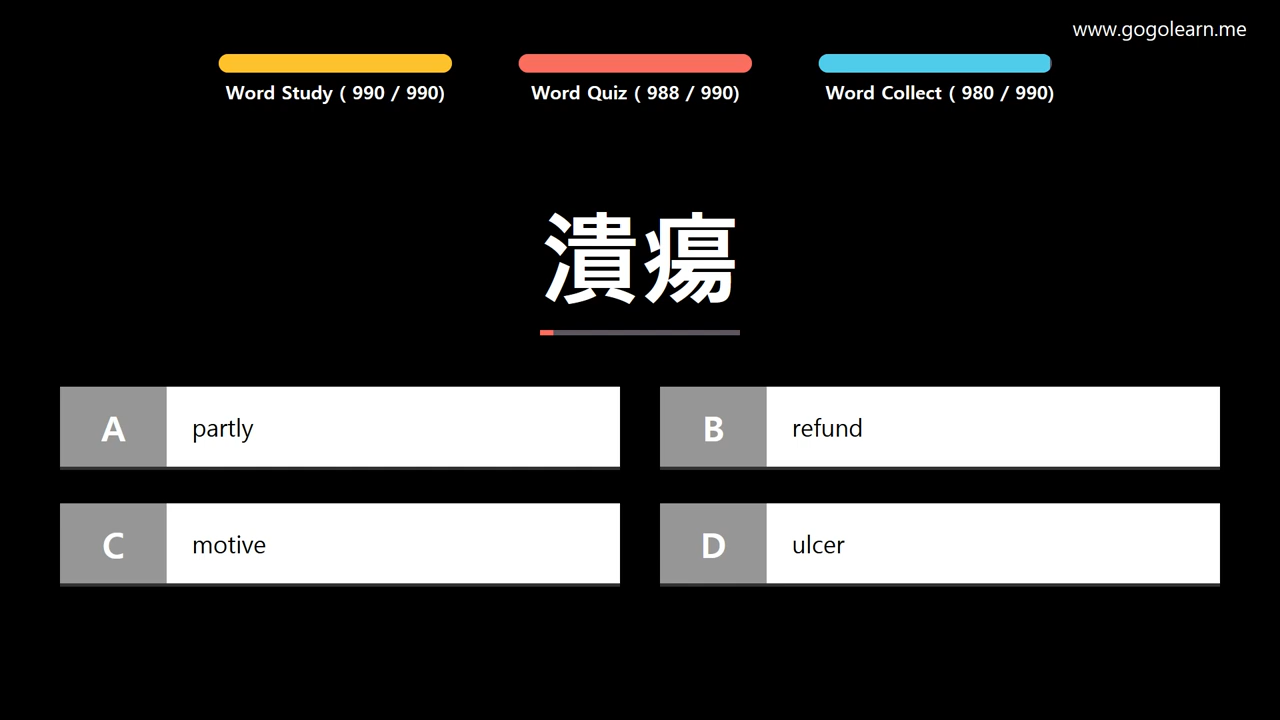 www.gogolearn.me
Word Study ( 990 / 990)
Word Quiz ( 988 / 990)
Word Collect ( 980 / 990)
潰瘍
A
partly
B
refund
C
motive
D
ulcer